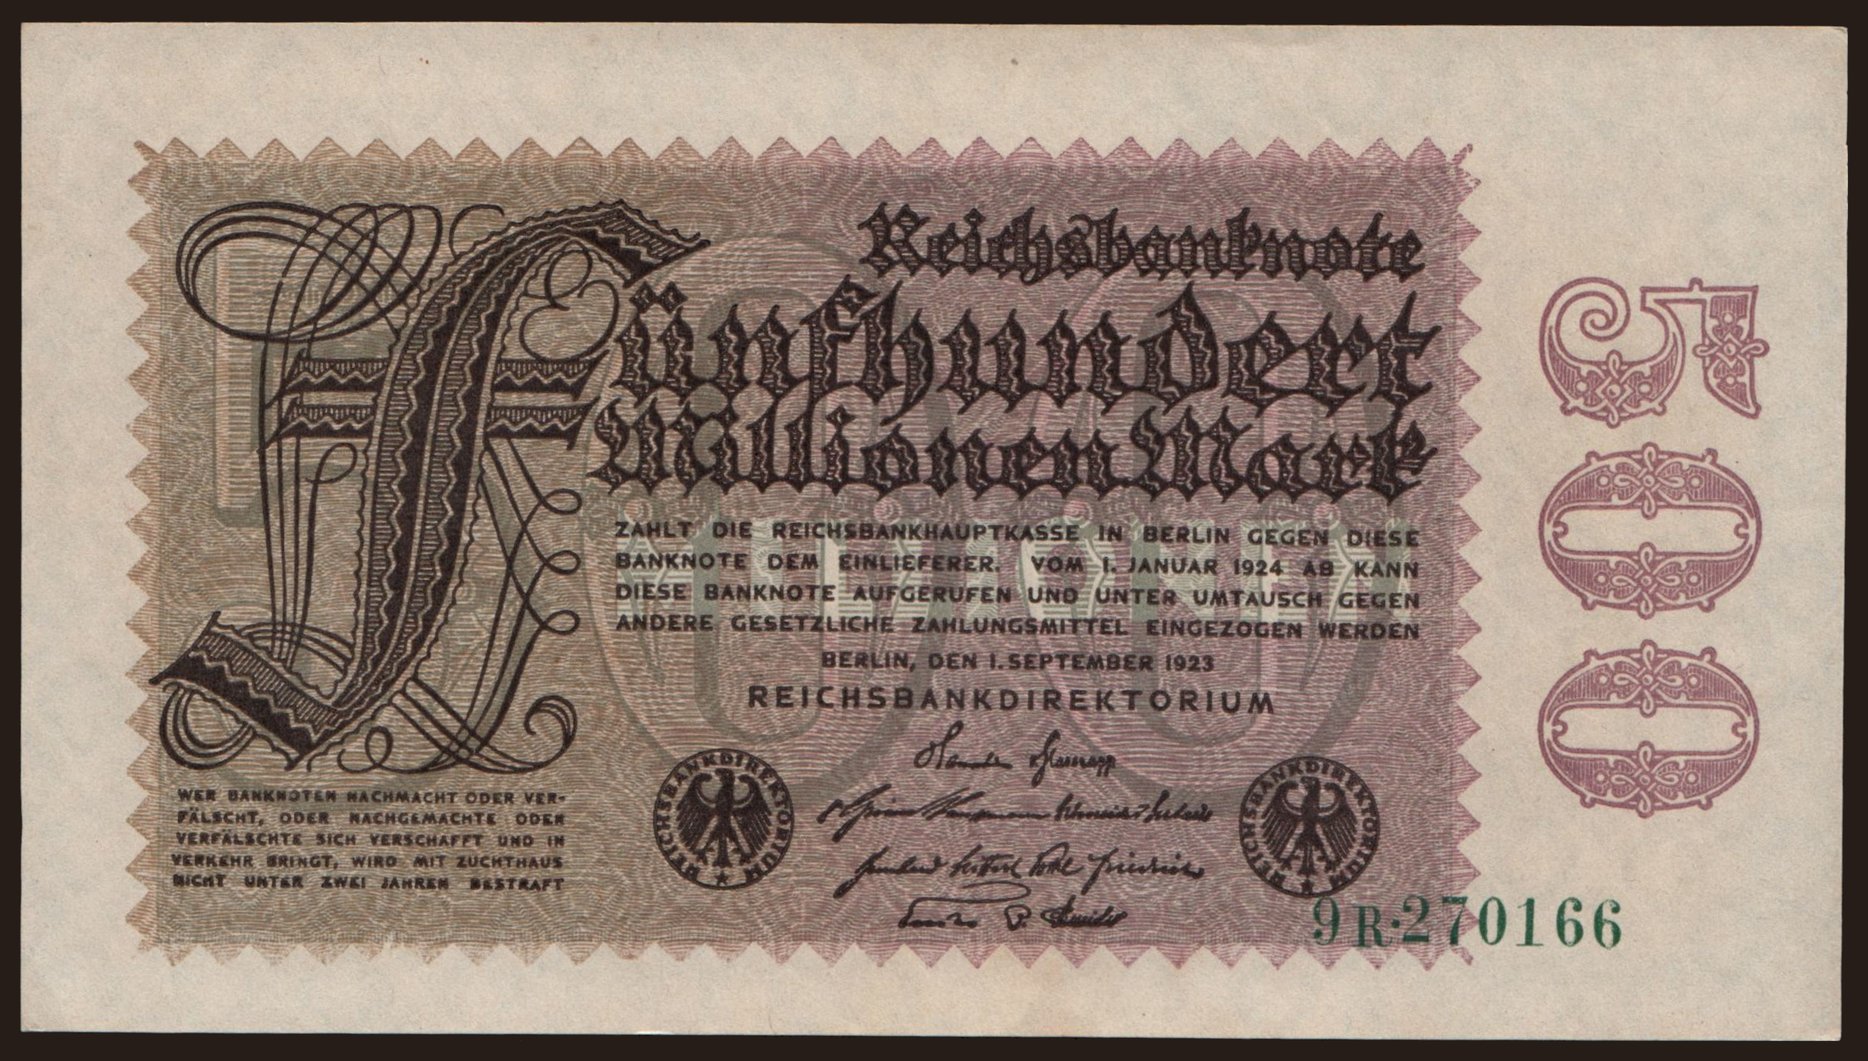 Reichsbanknote
Fünfhundert
Millionen Mark
ZAHLT DIE REICHSBANKHAUPTKASSE IN BERLIN GEGEN DIESE
BANKNOTE DEM EINLIEFERER. VOM 1. JANUAR 1924 AB KANN
DIESE BANKNOTE AUFGERUFEN UND UNTER UMTAUSCH GEGEN
ANDERE GESETZLICHE ZAHLUNGSMITTEL EINGEZOGEN WERDEN
BERLIN, DEN 1. SEPTEMBER 1923
REICHSBANKDIREKTORIUM
WER BANKNOTEN NACHMACHT ODER VER-
FÄLSCHT, ODER NACHGEMACHTE ODER
VERFÄLSCHTE SICH VERSCHAFFT UND IN
VERKEHR BRINGT, WIRD MIT ZUCHTHAUS
NICHT UNTER ZWEI JAHREN BESTRAFT
REICHSBANKDIREKTORIUM
REICHSBANKDIREKTORIUM
9R·270166
500